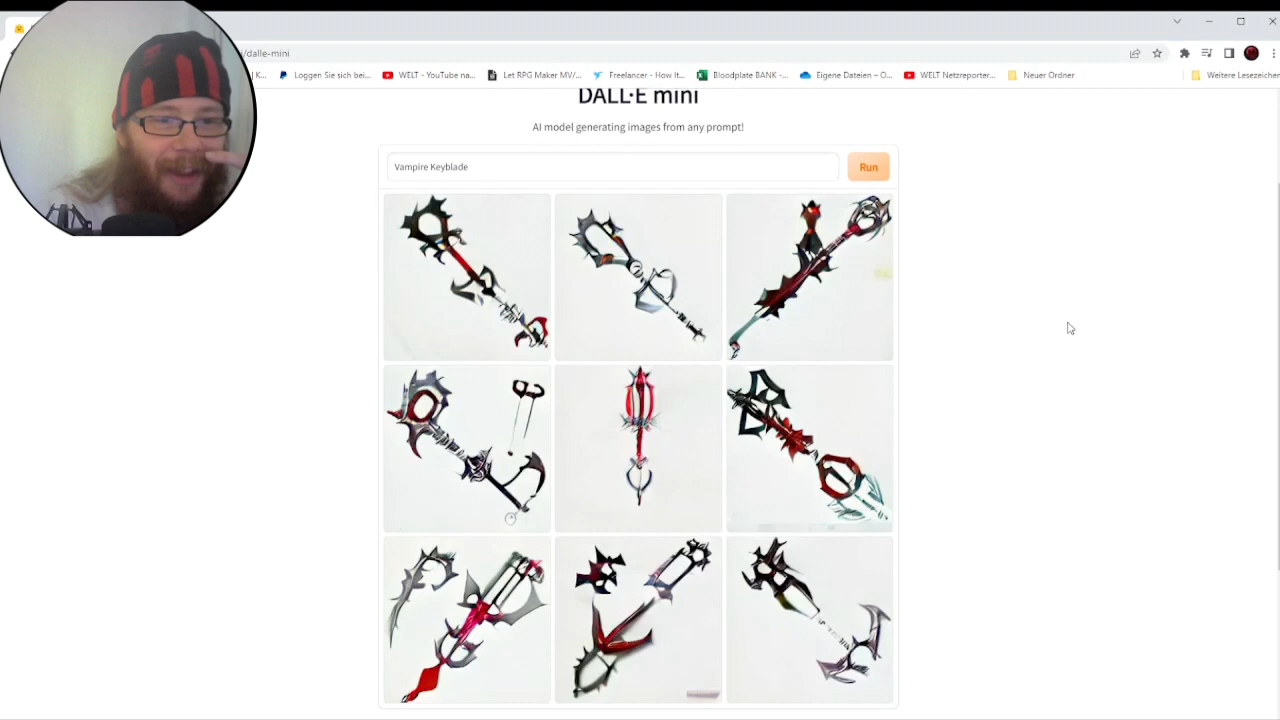 /dalle-mini
K...
Loggen Sie sich bei...
WELT - YouTube na...
Let RPG Maker MV/...
Freelancer - How It...
Bloodplate BANK -...
Eigene Dateien – O...
WELT Netzreporter...
Neuer Ordner
Weitere Lesezeichen
DALL·E mini
AI model generating images from any prompt!
Vampire Keyblade
Run